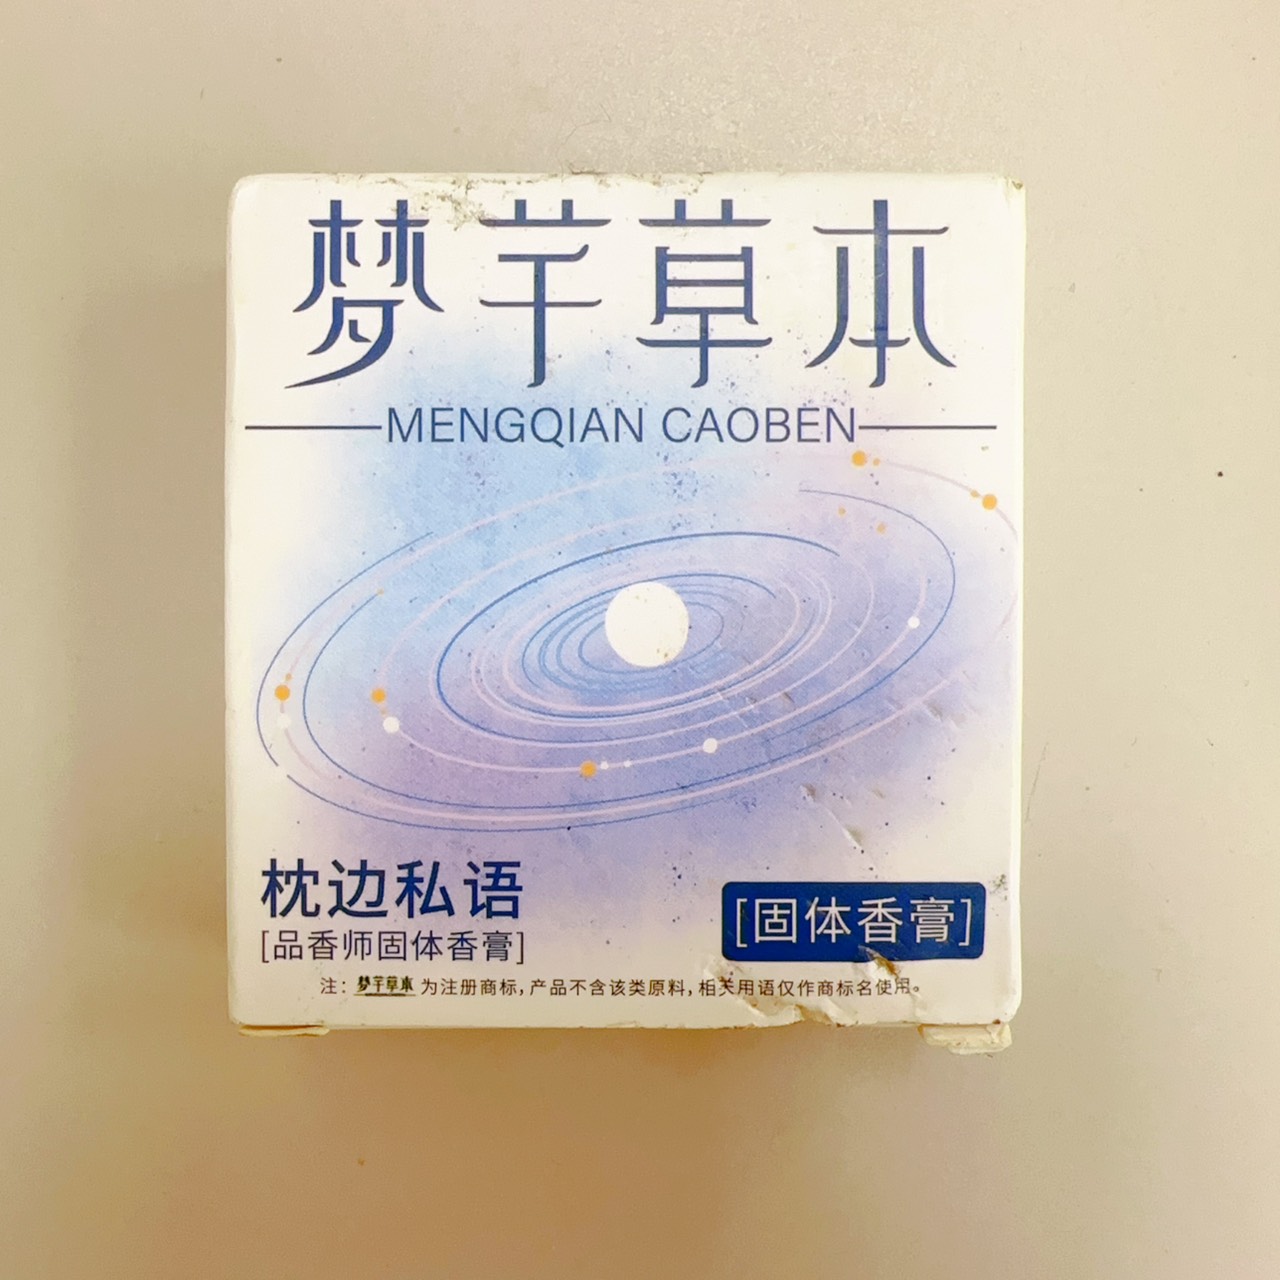 梦芊草本
MENGQIAN CAOBEN
枕边私语
[品香师固体香膏]
[固体香膏]
注：梦芊草本为注册商标，产品不含该类原料，相关用语仅作商标名使用。